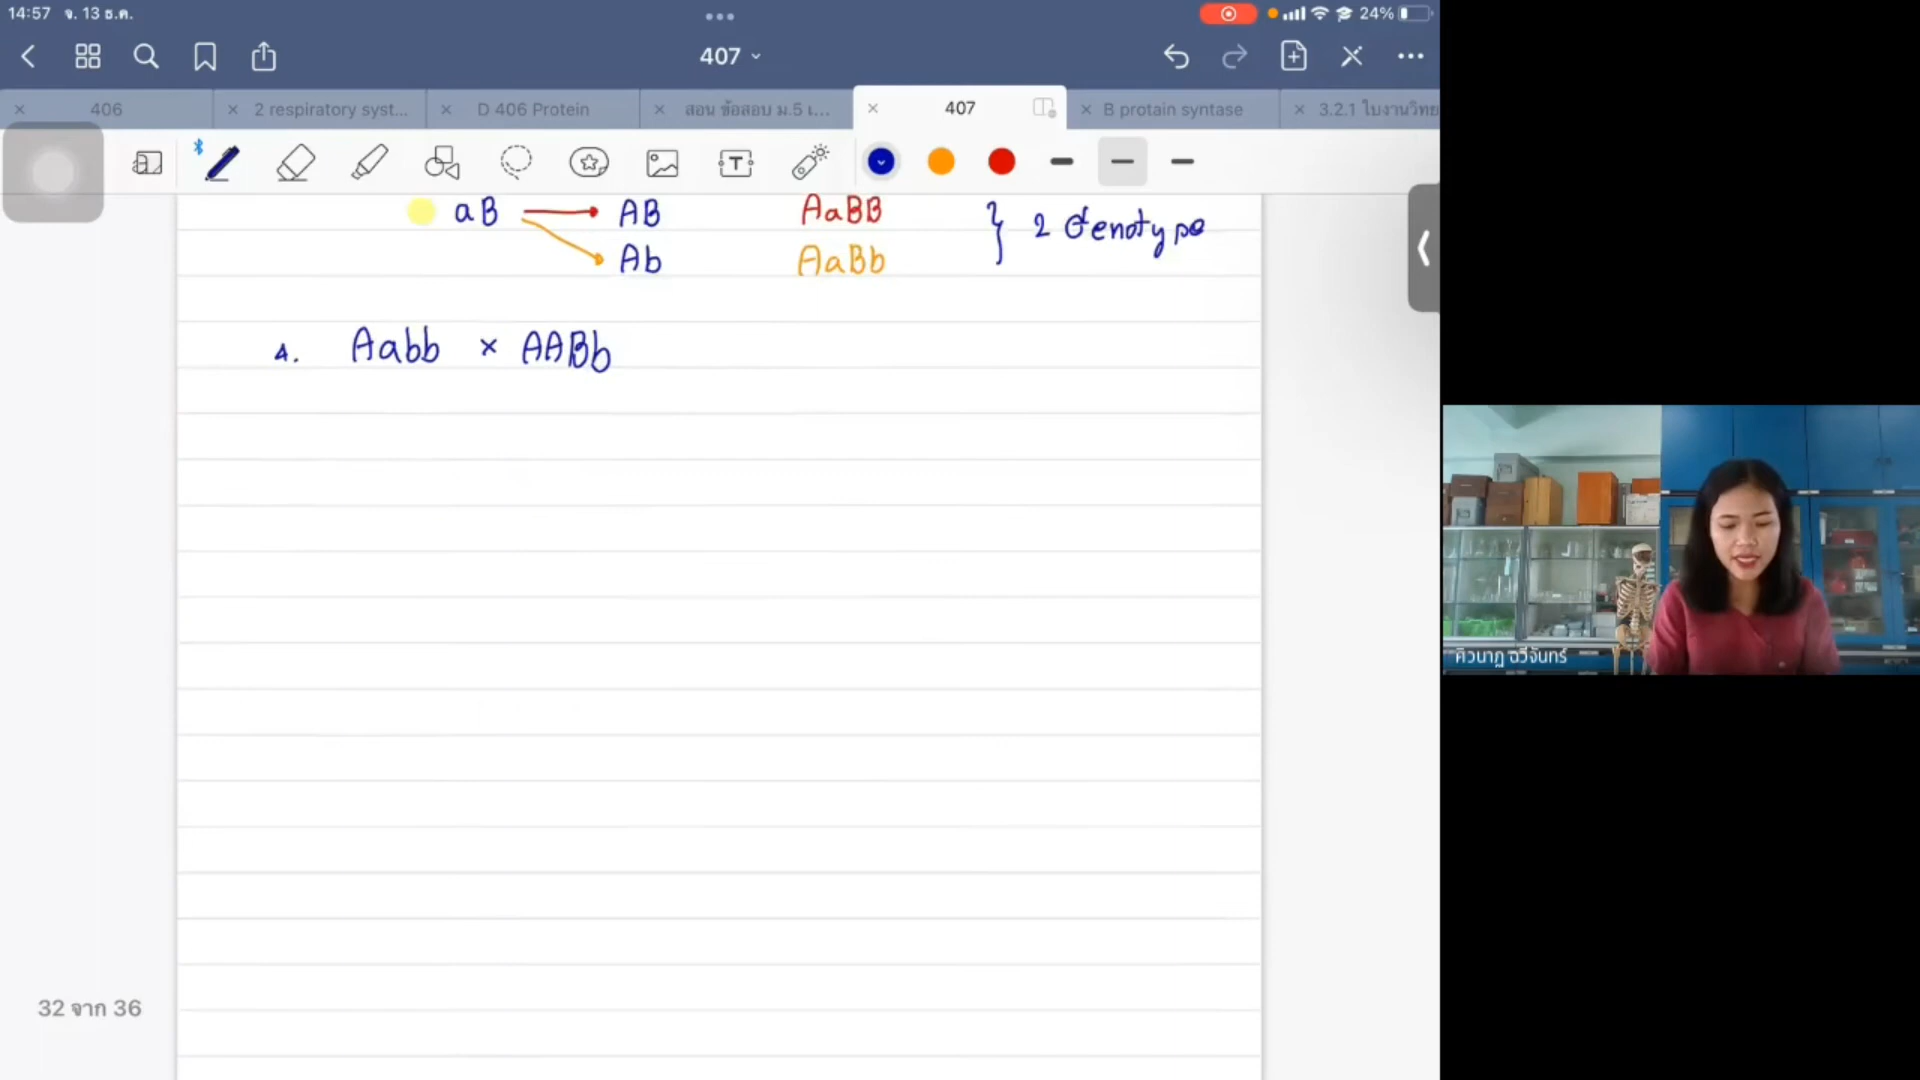 14:57 จ. 13 ธ.ค. 24%
407
406 2 respiratory syst... D 406 Protein สอน ข้อสอบ ม.5 เ... 407 B protain syntase 3.2.1 ใบงานวิทย
aB AB AaBB 2 Genotype
Ab AaBb
4. Aabb × AABb
ศิวนาฏ ฉวีจันทร์
32 จาก 36